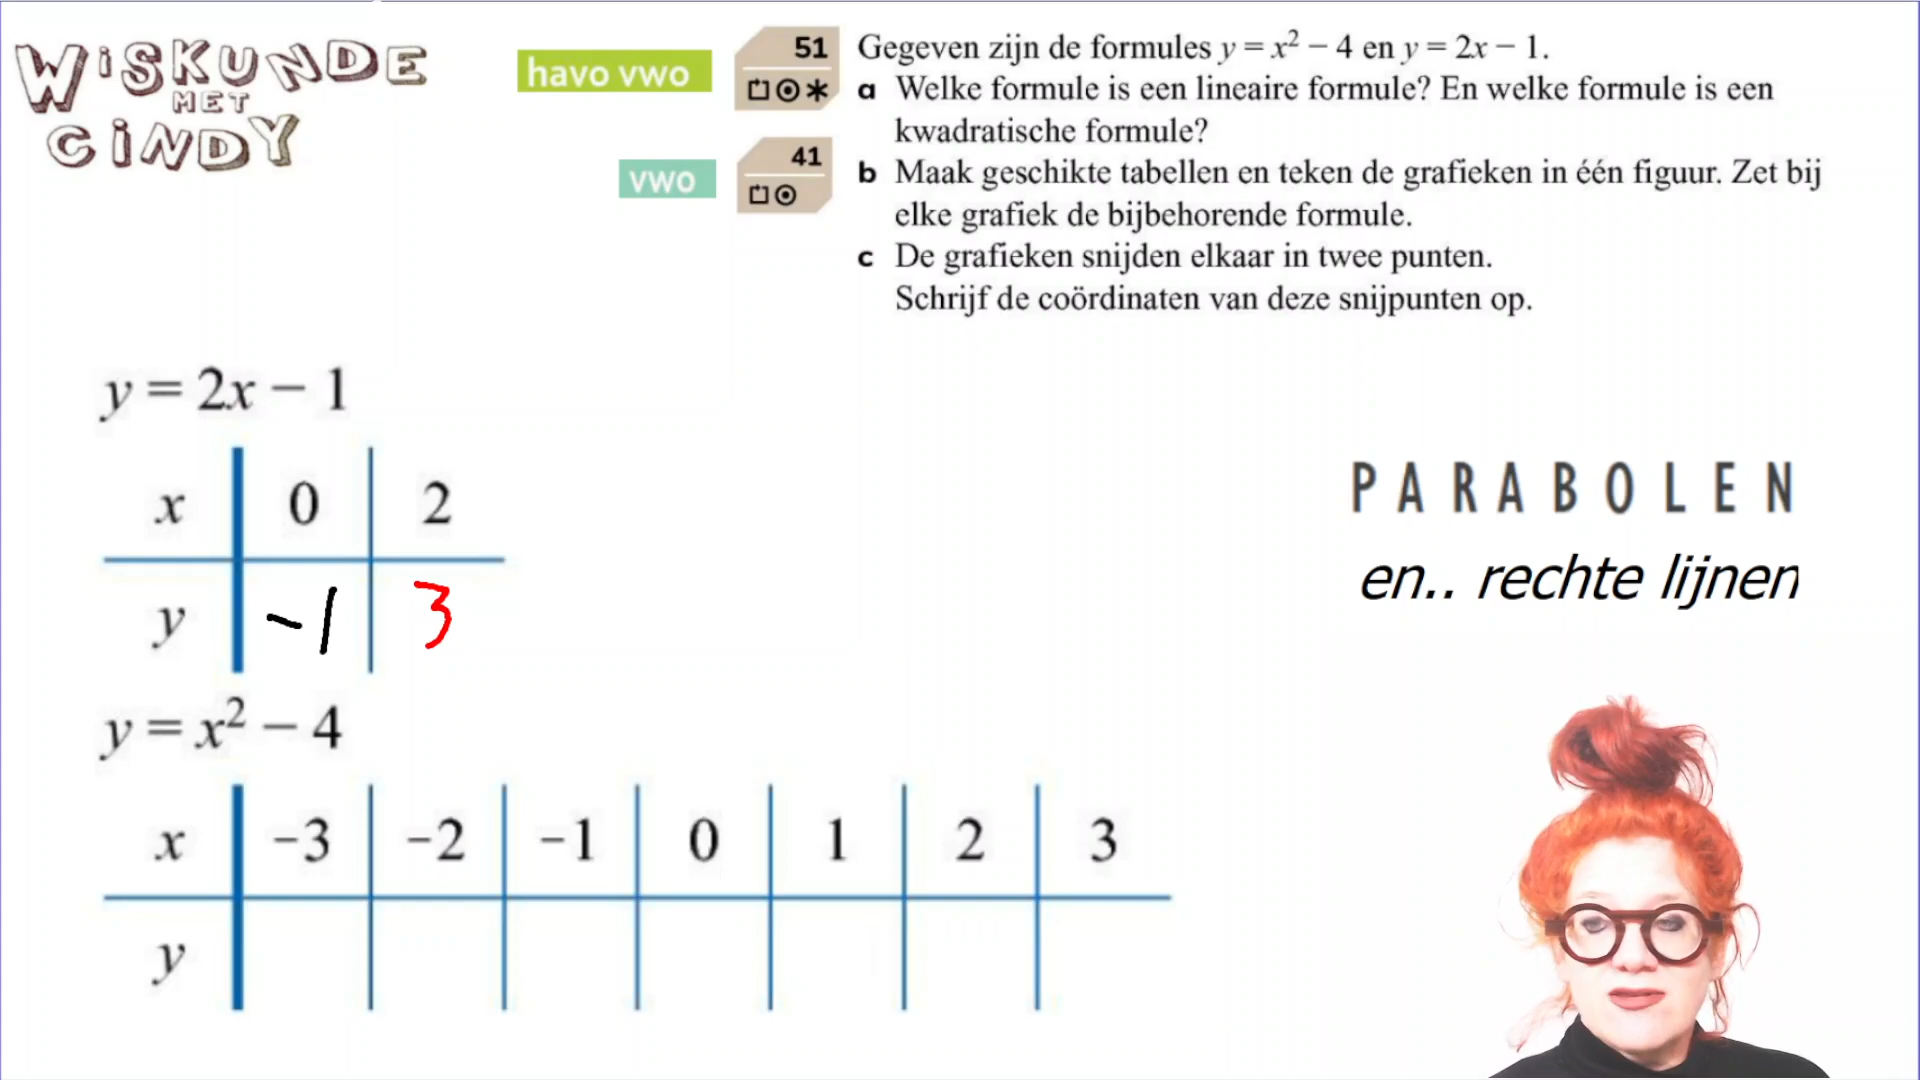 WiSKUNDE
MET
CiNDY
havo vwo
51
Gegeven zijn de formules y = x² − 4 en y = 2x − 1.
a Welke formule is een lineaire formule? En welke formule is een
kwadratische formule?
vwo
41
b Maak geschikte tabellen en teken de grafieken in één figuur. Zet bij
elke grafiek de bijbehorende formule.
c De grafieken snijden elkaar in twee punten.
Schrijf de coördinaten van deze snijpunten op.
y = 2x − 1
x 0 2
y -1 3
PARABOLEN
en.. rechte lijnen
y = x² − 4
x −3 −2 −1 0 1 2 3
y